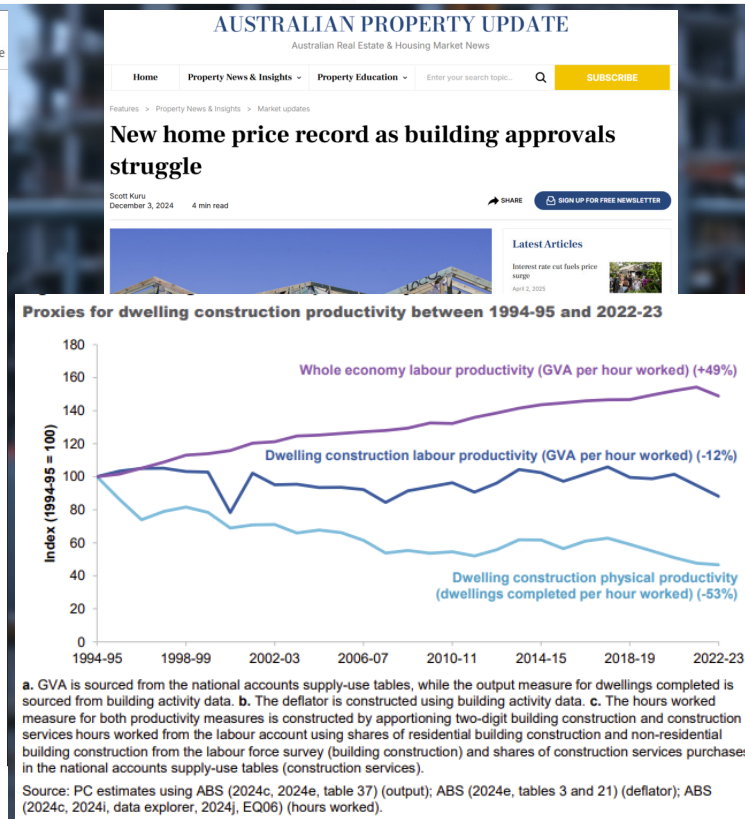 e
AUSTRALIAN PROPERTY UPDATE
Australian Real Estate & Housing Market News
Home Property News & Insights Property Education Enter your search topic.. SUBSCRIBE
Features > Property News & Insights > Market updates
New home price record as building approvals
struggle
Scott Kuru
December 3, 2024 4 min read
SHARE SIGN UP FOR FREE NEWSLETTER
Latest Articles
Interest rate cut fuels price
surge
April 2, 2025
Proxies for dwelling construction productivity between 1994-95 and 2022-23
Index (1994-95 = 100)
180
160
140
120
100
80
60
40
20
0
Whole economy labour productivity (GVA per hour worked) (+49%)
Dwelling construction labour productivity (GVA per hour worked) (-12%)
Dwelling construction physical productivity
(dwellings completed per hour worked) (-53%)
1994-95 1998-99 2002-03 2006-07 2010-11 2014-15 2018-19 2022-23
a. GVA is sourced from the national accounts supply-use tables, while the output measure for dwellings completed is
sourced from building activity data. b. The deflator is constructed using building activity data. c. The hours worked
measure for both productivity measures is constructed by apportioning two-digit building construction and construction
services hours worked from the labour account using shares of residential building construction and non-residential
building construction from the labour force survey (building construction) and shares of construction services purchases
in the national accounts supply-use tables (construction services).
Source: PC estimates using ABS (2024c, 2024e, table 37) (output); ABS (2024e, tables 3 and 21) (deflator); ABS
(2024c, 2024i, data explorer, 2024j, EQ06) (hours worked).